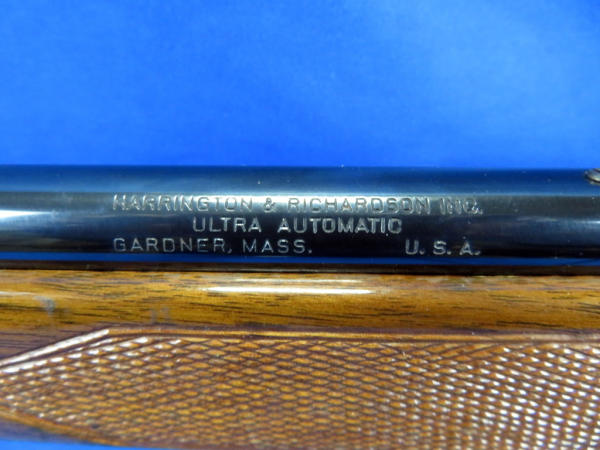 HARRINGTON & RICHARDSON INC.
ULTRA AUTOMATIC
GARDNER, MASS. U. S. A.